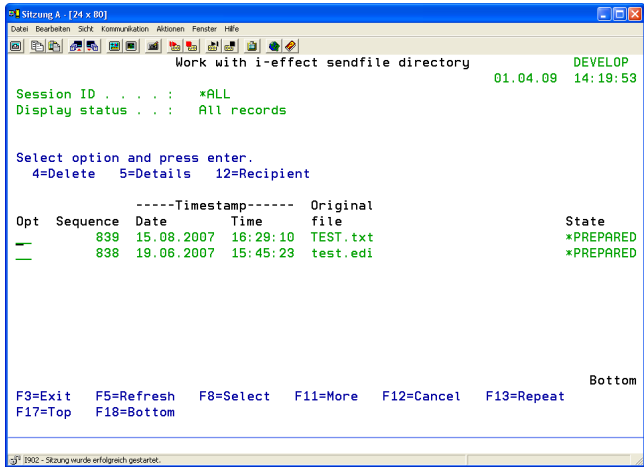 Sitzung A - [24 x 80]
Datei Bearbeiten Sicht Kommunikation Aktionen Fenster Hilfe
Work with i-effect sendfile directory DEVELOP
01.04.09 14:19:53
Session ID . . . . : *ALL
Display status . . : All records
Select option and press enter.
4=Delete 5=Details 12=Recipient
-----Timestamp------ Original
Opt Sequence Date Time file State
839 15.08.2007 16:29:10 TEST.txt *PREPARED
838 19.06.2007 15:45:23 test.edi *PREPARED
Bottom
F3=Exit F5=Refresh F8=Select F11=More F12=Cancel F13=Repeat
F17=Top F18=Bottom
I902 - Sitzung wurde erfolgreich gestartet.